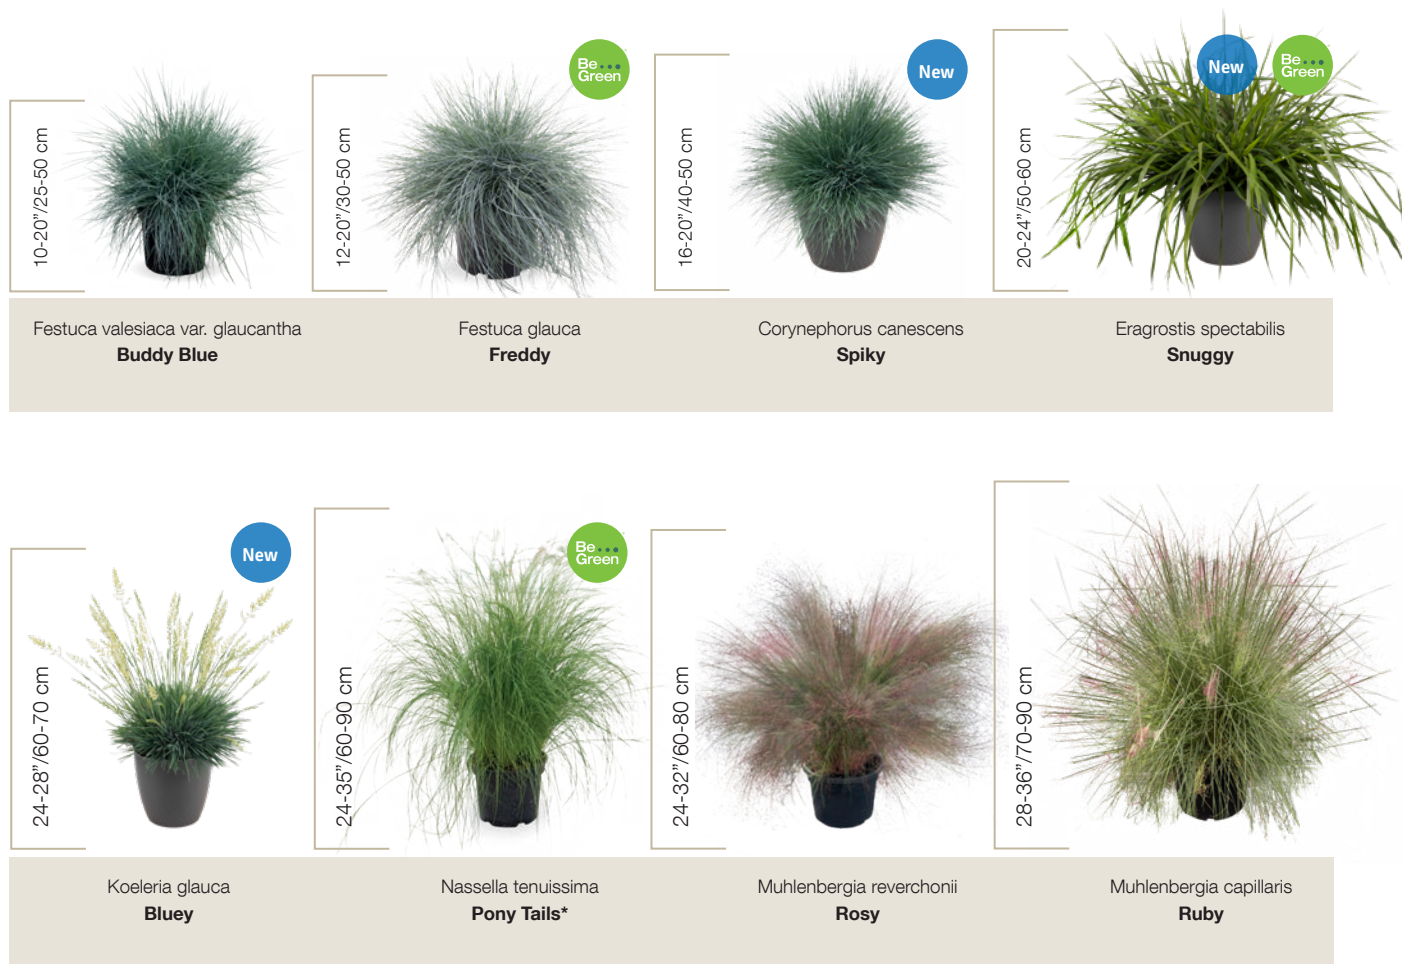 Be
Green
New
New
Be
Green
10-20”/25-50 cm
12-20”/30-50 cm
16-20”/40-50 cm
20-24”/50-60 cm
Festuca valesiaca var. glaucantha
Buddy Blue
Festuca glauca
Freddy
Corynephorus canescens
Spiky
Eragrostis spectabilis
Snuggy
New
Be
Green
24-28”/60-70 cm
24-35”/60-90 cm
24-32”/60-80 cm
28-36”/70-90 cm
Koeleria glauca
Bluey
Nassella tenuissima
Pony Tails*
Muhlenbergia reverchonii
Rosy
Muhlenbergia capillaris
Ruby